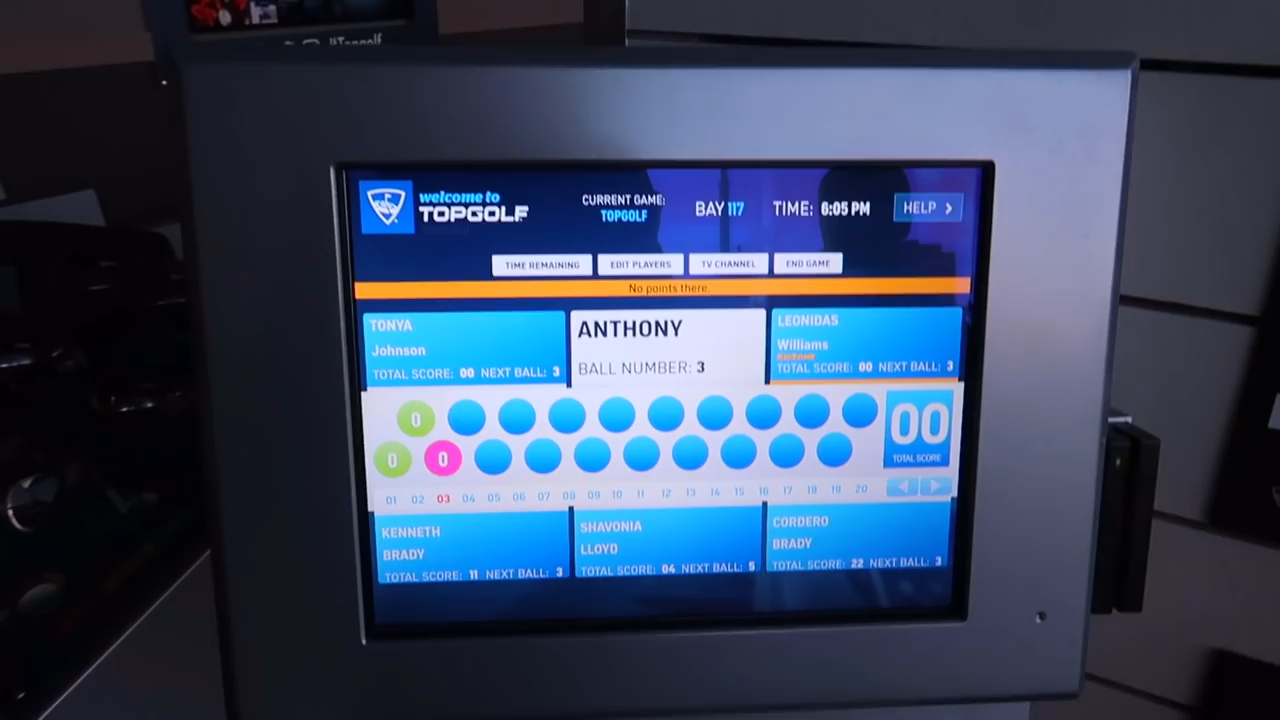 #Topgolf
welcome to
TOPGOLF
CURRENT GAME:
TOPGOLF
BAY 117
TIME: 6:05 PM
HELP >
TIME REMAINING
EDIT PLAYERS
TV CHANNEL
END GAME
No points there.
TONYA
Johnson
TOTAL SCORE: 00 NEXT BALL: 3
ANTHONY
BALL NUMBER: 3
LEONIDAS
Williams
TOTAL SCORE: 00 NEXT BALL: 3
0
0 0
00
TOTAL SCORE
01 02 03 04 05 06 07 08 09 10 11 12 13 14 15 16 17 18 19 20
KENNETH
BRADY
TOTAL SCORE: 11 NEXT BALL: 3
SHAVONIA
LLOYD
TOTAL SCORE: 04 NEXT BALL: 5
CORDERO
BRADY
TOTAL SCORE: 22 NEXT BALL: 3